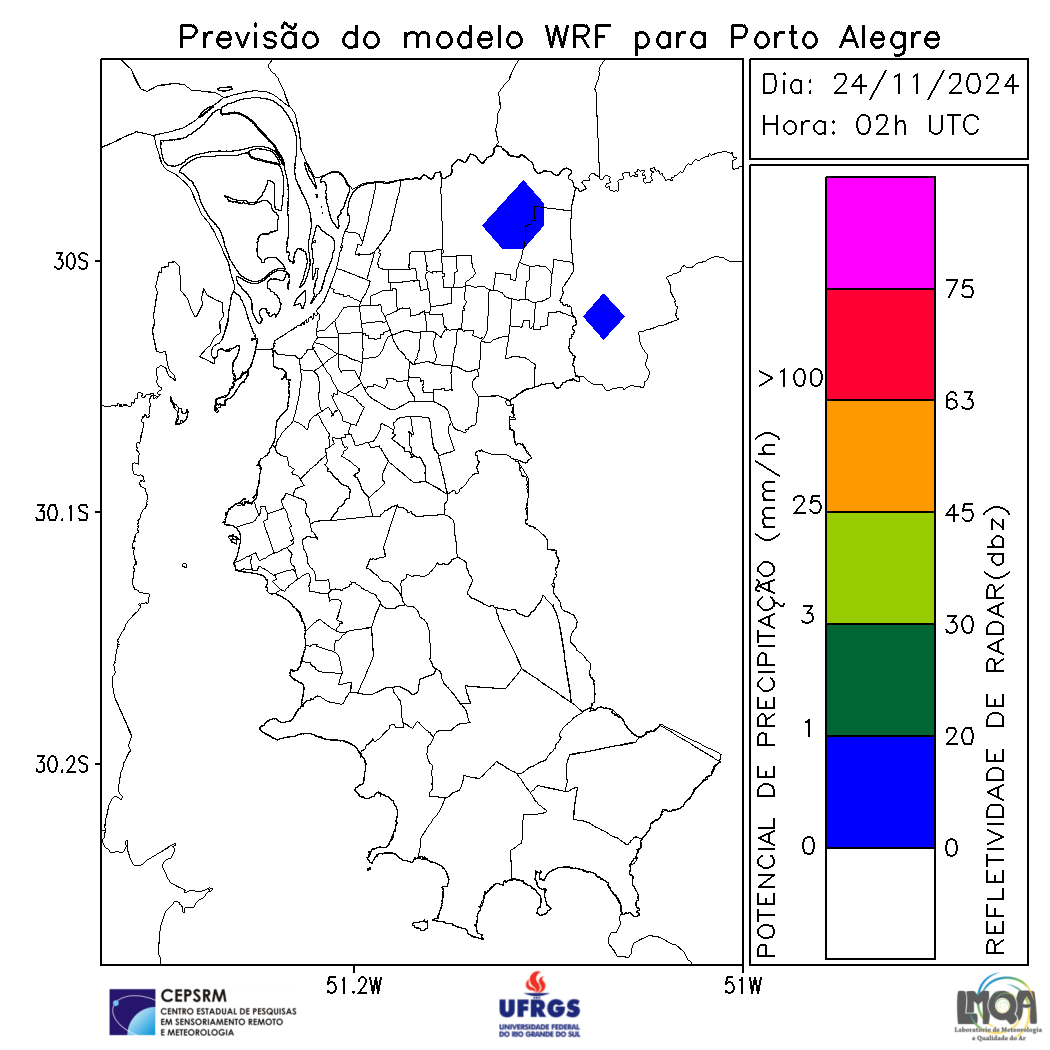 Previsão do modelo WRF para Porto Alegre
Dia: 24/11/2024
Hora: 02h UTC
30S
30.1S
30.2S
51.2W
51W
POTENCIAL DE PRECIPITAÇÃO (mm/h)
>100
25
3
1
0
75
63
45
30
20
0
REFLETIVIDADE DE RADAR(dbz)
CEPSRM
CENTRO ESTADUAL DE PESQUISAS
EM SENSORIAMENTO REMOTO
E METEOROLOGIA
UFRGS
UNIVERSIDADE FEDERAL
DO RIO GRANDE DO SUL
LMQA
Laboratório de Meteorologia
e Qualidade do Ar